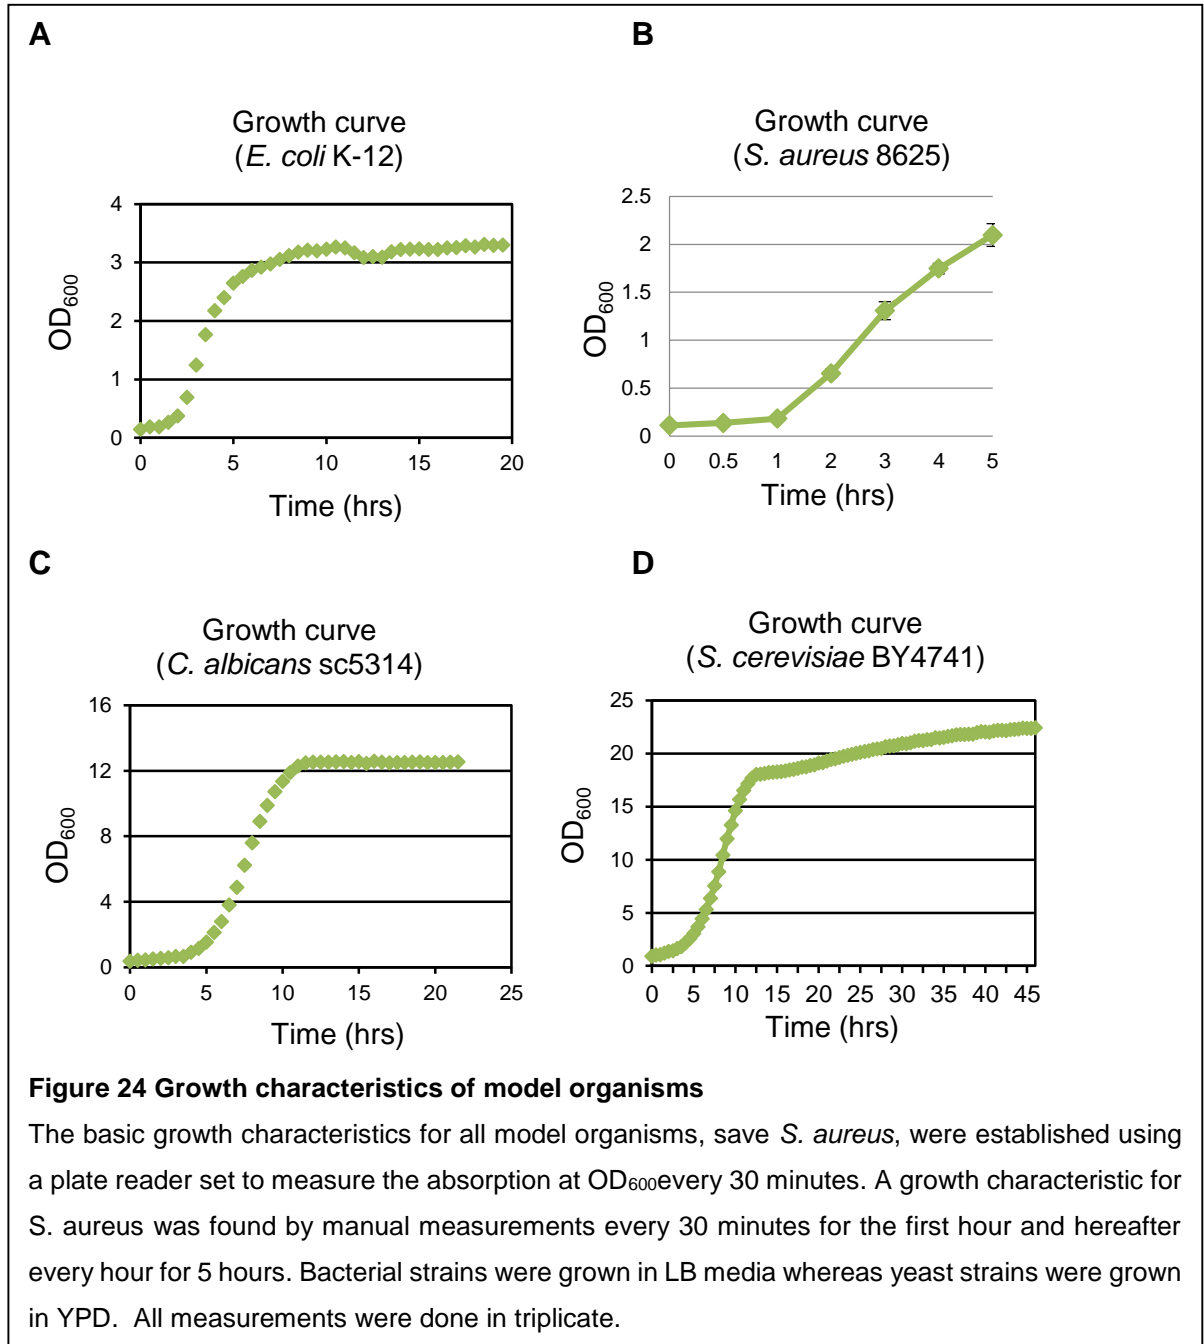 A
Growth curve
(E. coli K-12)
4
3
2
1
0
OD600
0 5 10 15 20
Time (hrs)
B
Growth curve
(S. aureus 8625)
2.5
2
1.5
1
0.5
0
OD600
0 0.5 1 2 3 4 5
Time (hrs)
C
Growth curve
(C. albicans sc5314)
16
12
8
4
0
OD600
0 5 10 15 20 25
Time (hrs)
D
Growth curve
(S. cerevisiae BY4741)
25
20
15
10
5
0
OD600
0 5 10 15 20 25 30 35 40 45
Time (hrs)
Figure 24 Growth characteristics of model organisms
The basic growth characteristics for all model organisms, save S. aureus, were established using
a plate reader set to measure the absorption at OD600every 30 minutes. A growth characteristic for
S. aureus was found by manual measurements every 30 minutes for the first hour and hereafter
every hour for 5 hours. Bacterial strains were grown in LB media whereas yeast strains were grown
in YPD. All measurements were done in triplicate.